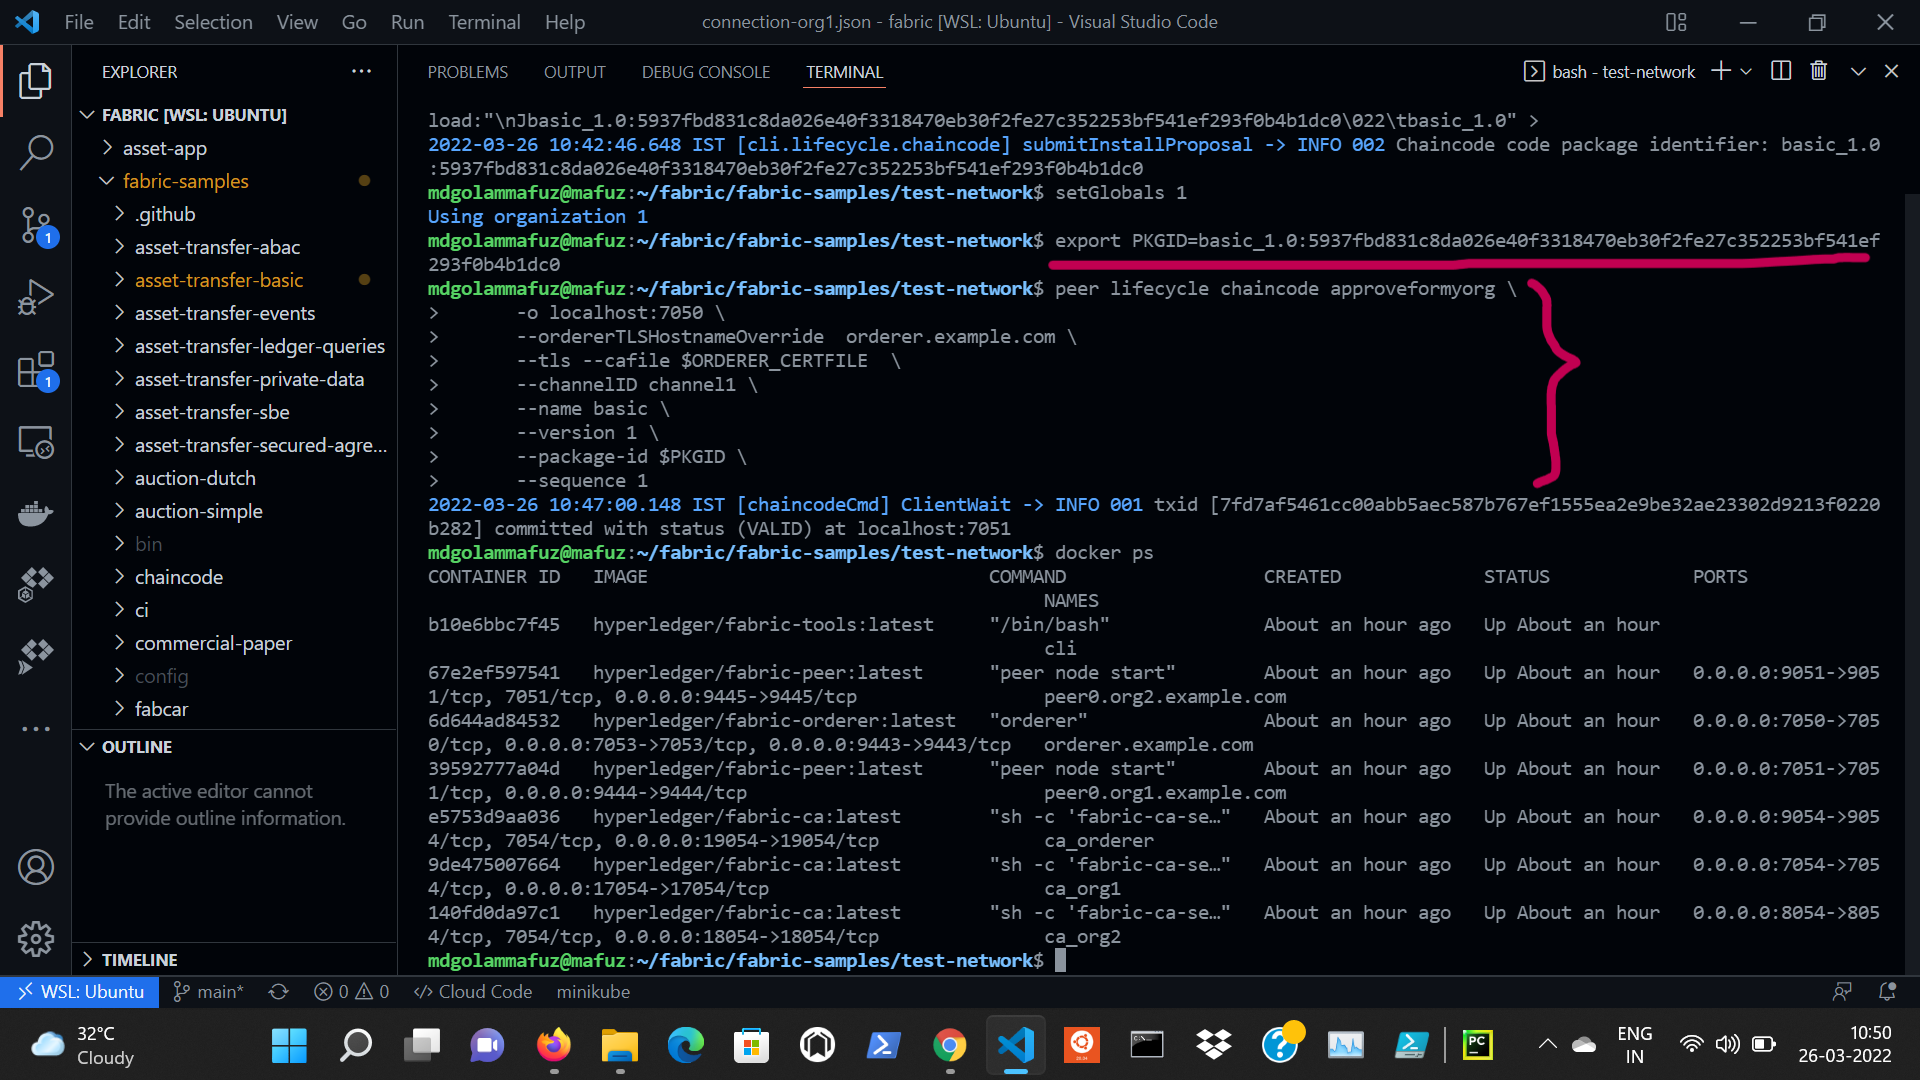 File Edit Selection View Go Run Terminal Help
connection-org1.json - fabric [WSL: Ubuntu] - Visual Studio Code
EXPLORER
FABRIC [WSL: UBUNTU]
asset-app
fabric-samples
.github
asset-transfer-abac
asset-transfer-basic
asset-transfer-events
asset-transfer-ledger-queries
asset-transfer-private-data
asset-transfer-sbe
asset-transfer-secured-agre...
auction-dutch
auction-simple
bin
chaincode
ci
commercial-paper
config
fabcar
OUTLINE
The active editor cannot
provide outline information.
TIMELINE
1
1
PROBLEMS OUTPUT DEBUG CONSOLE TERMINAL
bash - test-network
load:"\nJbasic_1.0:5937fbd831c8da026e40f3318470eb30f2fe27c352253bf541ef293f0b4b1dc0\022\tbasic_1.0" >
2022-03-26 10:42:46.648 IST [cli.lifecycle.chaincode] submitInstallProposal -> INFO 002 Chaincode code package identifier: basic_1.0
:5937fbd831c8da026e40f3318470eb30f2fe27c352253bf541ef293f0b4b1dc0
mdgolammafuz@mafuz:~/fabric/fabric-samples/test-network$ setGlobals 1
Using organization 1
mdgolammafuz@mafuz:~/fabric/fabric-samples/test-network$ export PKGID=basic_1.0:5937fbd831c8da026e40f3318470eb30f2fe27c352253bf541ef
293f0b4b1dc0
mdgolammafuz@mafuz:~/fabric/fabric-samples/test-network$ peer lifecycle chaincode approveformyorg \
> -o localhost:7050 \
> --ordererTLSHostnameOverride orderer.example.com \
> --tls --cafile $ORDERER_CERTFILE \
> --channelID channel1 \
> --name basic \
> --version 1 \
> --package-id $PKGID \
> --sequence 1
2022-03-26 10:47:00.148 IST [chaincodeCmd] ClientWait -> INFO 001 txid [7fd7af5461cc00abb5aec587b767ef1555ea2e9be32ae23302d9213f0220
b282] committed with status (VALID) at localhost:7051
mdgolammafuz@mafuz:~/fabric/fabric-samples/test-network$ docker ps
CONTAINER ID IMAGE COMMAND CREATED STATUS PORTS
NAMES
b10e6bbc7f45 hyperledger/fabric-tools:latest "/bin/bash" About an hour ago Up About an hour
cli
67e2ef597541 hyperledger/fabric-peer:latest "peer node start" About an hour ago Up About an hour 0.0.0.0:9051->905
1/tcp, 7051/tcp, 0.0.0.0:9445->9445/tcp peer0.org2.example.com
6d644ad84532 hyperledger/fabric-orderer:latest "orderer" About an hour ago Up About an hour 0.0.0.0:7050->705
0/tcp, 0.0.0.0:7053->7053/tcp, 0.0.0.0:9443->9443/tcp orderer.example.com
39592777a04d hyperledger/fabric-peer:latest "peer node start" About an hour ago Up About an hour 0.0.0.0:7051->705
1/tcp, 0.0.0.0:9444->9444/tcp peer0.org1.example.com
e5753d9aa036 hyperledger/fabric-ca:latest "sh -c 'fabric-ca-se…" About an hour ago Up About an hour 0.0.0.0:9054->905
4/tcp, 7054/tcp, 0.0.0.0:19054->19054/tcp ca_orderer
9de475007664 hyperledger/fabric-ca:latest "sh -c 'fabric-ca-se…" About an hour ago Up About an hour 0.0.0.0:7054->705
4/tcp, 0.0.0.0:17054->17054/tcp ca_org1
140fd0da97c1 hyperledger/fabric-ca:latest "sh -c 'fabric-ca-se…" About an hour ago Up About an hour 0.0.0.0:8054->805
4/tcp, 7054/tcp, 0.0.0.0:18054->18054/tcp ca_org2
mdgolammafuz@mafuz:~/fabric/fabric-samples/test-network$
WSL: Ubuntu main* 0 0 Cloud Code minikube
32°C
Cloudy
PC
ENG
IN
10:50
26-03-2022